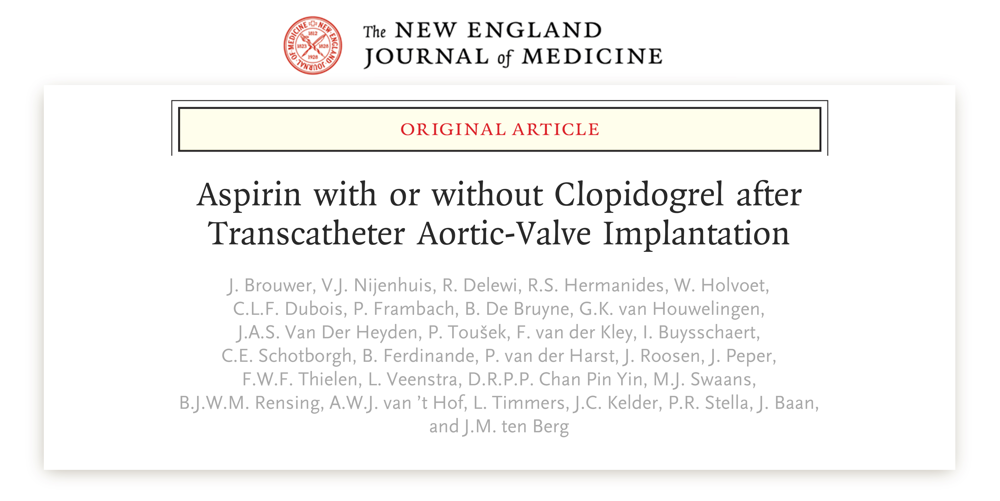 NEW ENGLAND JOURNAL OF MEDICINE
1812
1823 1828
1928
The NEW ENGLAND
JOURNAL of MEDICINE
ORIGINAL ARTICLE
Aspirin with or without Clopidogrel after
Transcatheter Aortic-Valve Implantation
J. Brouwer, V.J. Nijenhuis, R. Delewi, R.S. Hermanides, W. Holvoet,
C.L.F. Dubois, P. Frambach, B. De Bruyne, G.K. van Houwelingen,
J.A.S. Van Der Heyden, P. Toušek, F. van der Kley, I. Buysschaert,
C.E. Schotborgh, B. Ferdinande, P. van der Harst, J. Roosen, J. Peper,
F.W.F. Thielen, L. Veenstra, D.R.P.P. Chan Pin Yin, M.J. Swaans,
B.J.W.M. Rensing, A.W.J. van ’t Hof, L. Timmers, J.C. Kelder, P.R. Stella, J. Baan,
and J.M. ten Berg